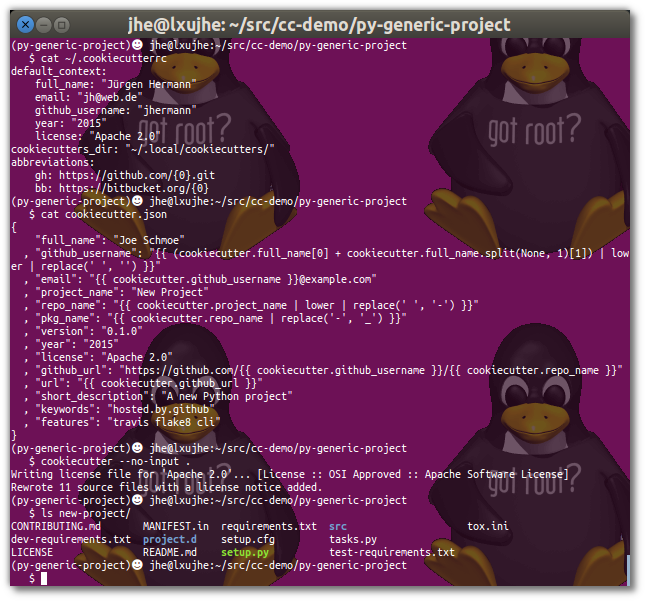 jhe@lxujhe: ~/src/cc-demo/py-generic-project
(py-generic-project)☻ jhe@lxujhe:~/src/cc-demo/py-generic-project
$ cat ~/.cookiecutterrc
default_context:
full_name: "Jürgen Hermann"
email: "jh@web.de"
github_username: "jhermann"
year: "2015"
license: "Apache 2.0"
cookiecutters_dir: "~/.local/cookiecutters/"
abbreviations:
gh: https://github.com/{0}.git
bb: https://bitbucket.org/{0}
(py-generic-project)☻ jhe@lxujhe:~/src/cc-demo/py-generic-project
$ cat cookiecutter.json
{
"full_name": "Joe Schmoe"
, "github_username": "{{ (cookiecutter.full_name[0] + cookiecutter.full_name.split(None, 1)[1]) | low
er | replace(' ', '') }}"
, "email": "{{ cookiecutter.github_username }}@example.com"
, "project_name": "New Project"
, "repo_name": "{{ cookiecutter.project_name | lower | replace(' ', '-') }}"
, "pkg_name": "{{ cookiecutter.repo_name | replace('-', '_') }}"
, "version": "0.1.0"
, "year": "2015"
, "license": "Apache 2.0"
, "github_url": "https://github.com/{{ cookiecutter.github_username }}/{{ cookiecutter.repo_name }}"
, "url": "{{ cookiecutter.github_url }}"
, "short_description": "A new Python project"
, "keywords": "hosted.by.github"
, "features": "travis flake8 cli"
}
(py-generic-project)☻ jhe@lxujhe:~/src/cc-demo/py-generic-project
$ cookiecutter --no-input .
Writing license file for 'Apache 2.0'... [License :: OSI Approved :: Apache Software License]
Rewrote 11 source files with a license notice added.
(py-generic-project)☻ jhe@lxujhe:~/src/cc-demo/py-generic-project
$ ls new-project/
CONTRIBUTING.md MANIFEST.in requirements.txt src tox.ini
dev-requirements.txt project.d setup.cfg tasks.py
LICENSE README.md setup.py test-requirements.txt
(py-generic-project)☻ jhe@lxujhe:~/src/cc-demo/py-generic-project
$
got root?
got root?
got root?
got root?